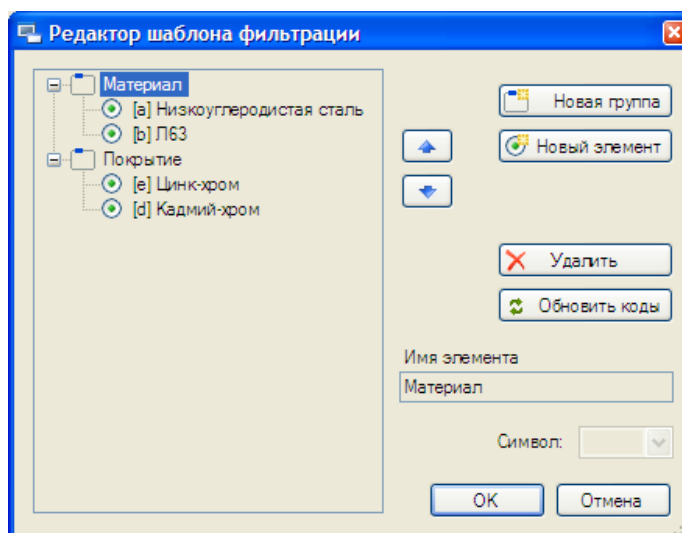 Редактор шаблона фильтрации
Материал
[a] Низкоуглеродистая сталь
[b] Л63
Покрытие
[e] Цинк-хром
[d] Кадмий-хром
Новая группа
Новый элемент
Удалить
Обновить коды
Имя элемента
Материал
Символ:
OK
Отмена